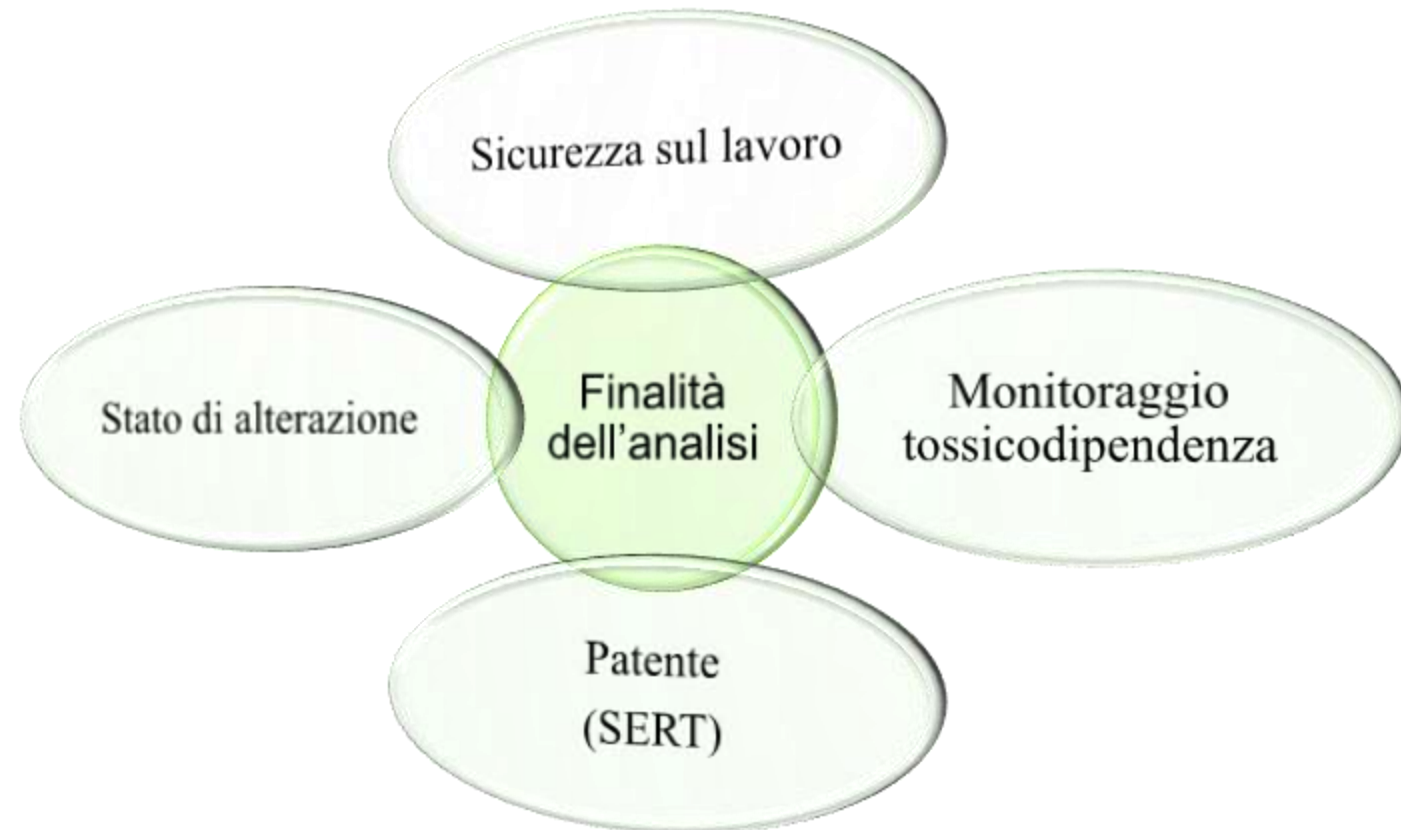 Sicurezza sul lavoro
Stato di alterazione
Finalità
dell’analisi
Monitoraggio
tossicodipendenza
Patente
(SERT)